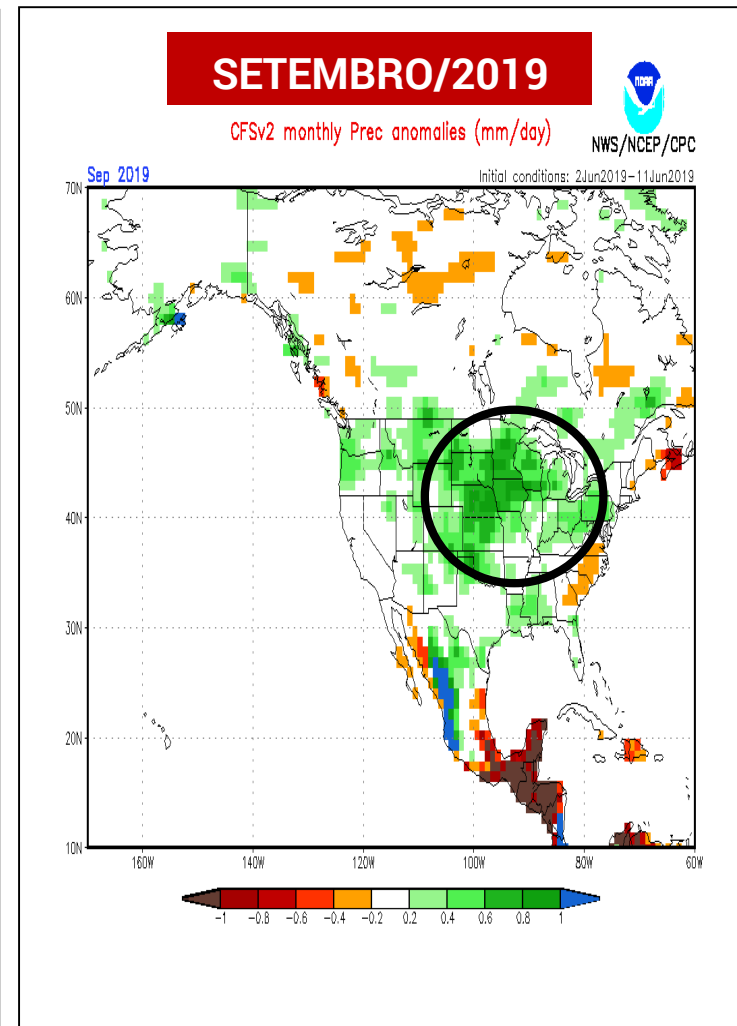 SETEMBRO/2019
CFSv2 monthly Prec anomalies (mm/day)
NOAA
NWS/NCEP/CPC
Sep 2019
Initial conditions: 2Jun2019-11Jun2019
70N
60N
50N
40N
30N
20N
10N
160W 140W 120W 100W 80W 60W
-1 -0.8 -0.6 -0.4 -0.2 0.2 0.4 0.6 0.8 1